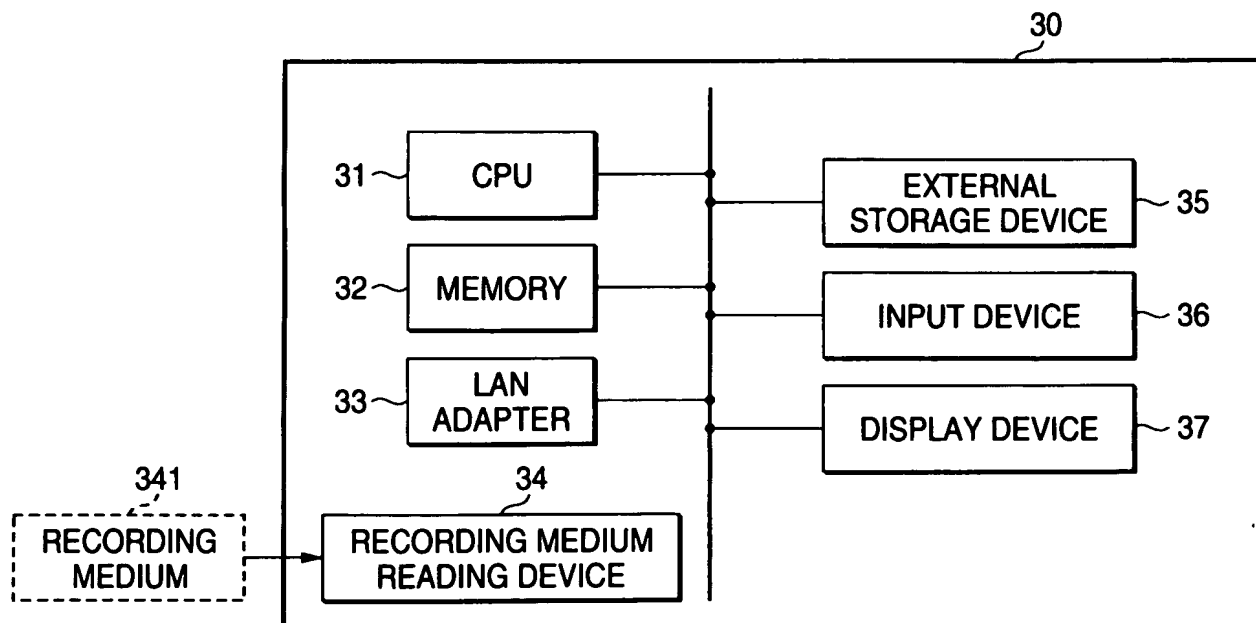 30
31
CPU
EXTERNAL
STORAGE DEVICE
35
32
MEMORY
INPUT DEVICE
36
33
LAN
ADAPTER
DISPLAY DEVICE
37
341
34
RECORDING
MEDIUM
RECORDING MEDIUM
READING DEVICE